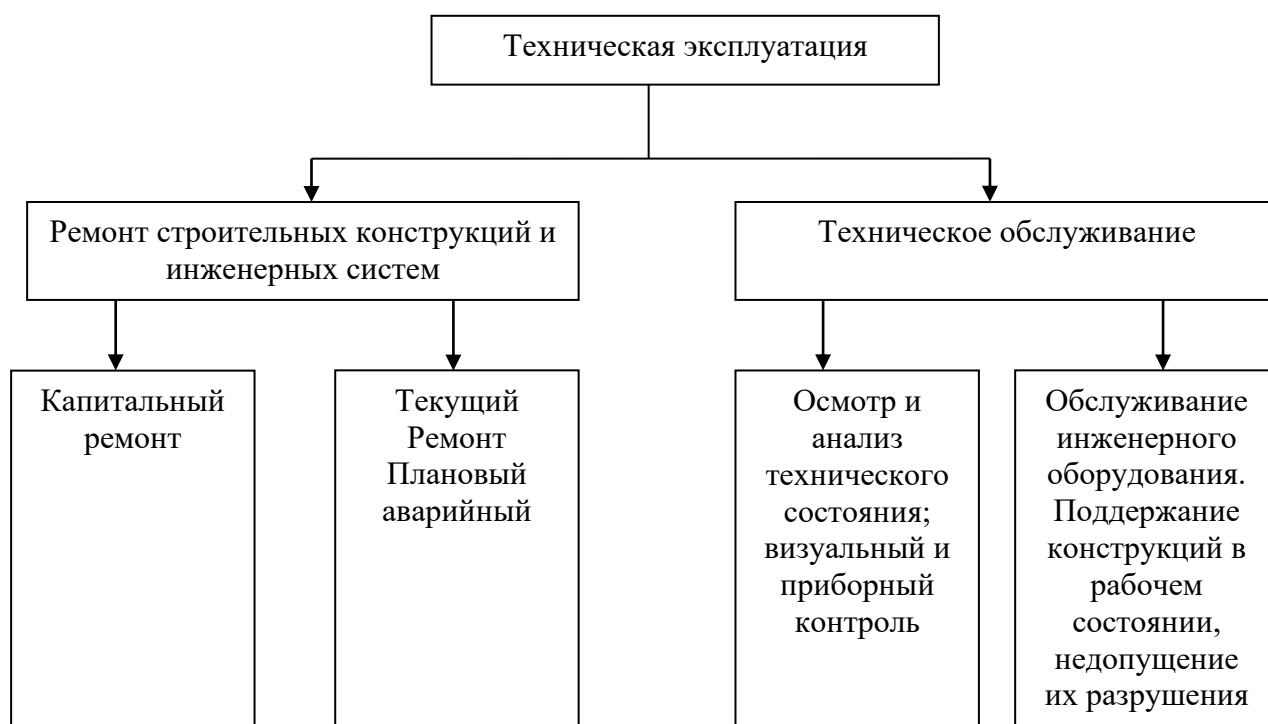 Техническая эксплуатация
Ремонт строительных конструкций и
инженерных систем
Техническое обслуживание
Капитальный
ремонт
Текущий
Ремонт
Плановый
аварийный
Осмотр и
анализ
технического
состояния;
визуальный и
приборный
контроль
Обслуживание
инженерного
оборудования.
Поддержание
конструкций в
рабочем
состоянии,
недопущение
их разрушения